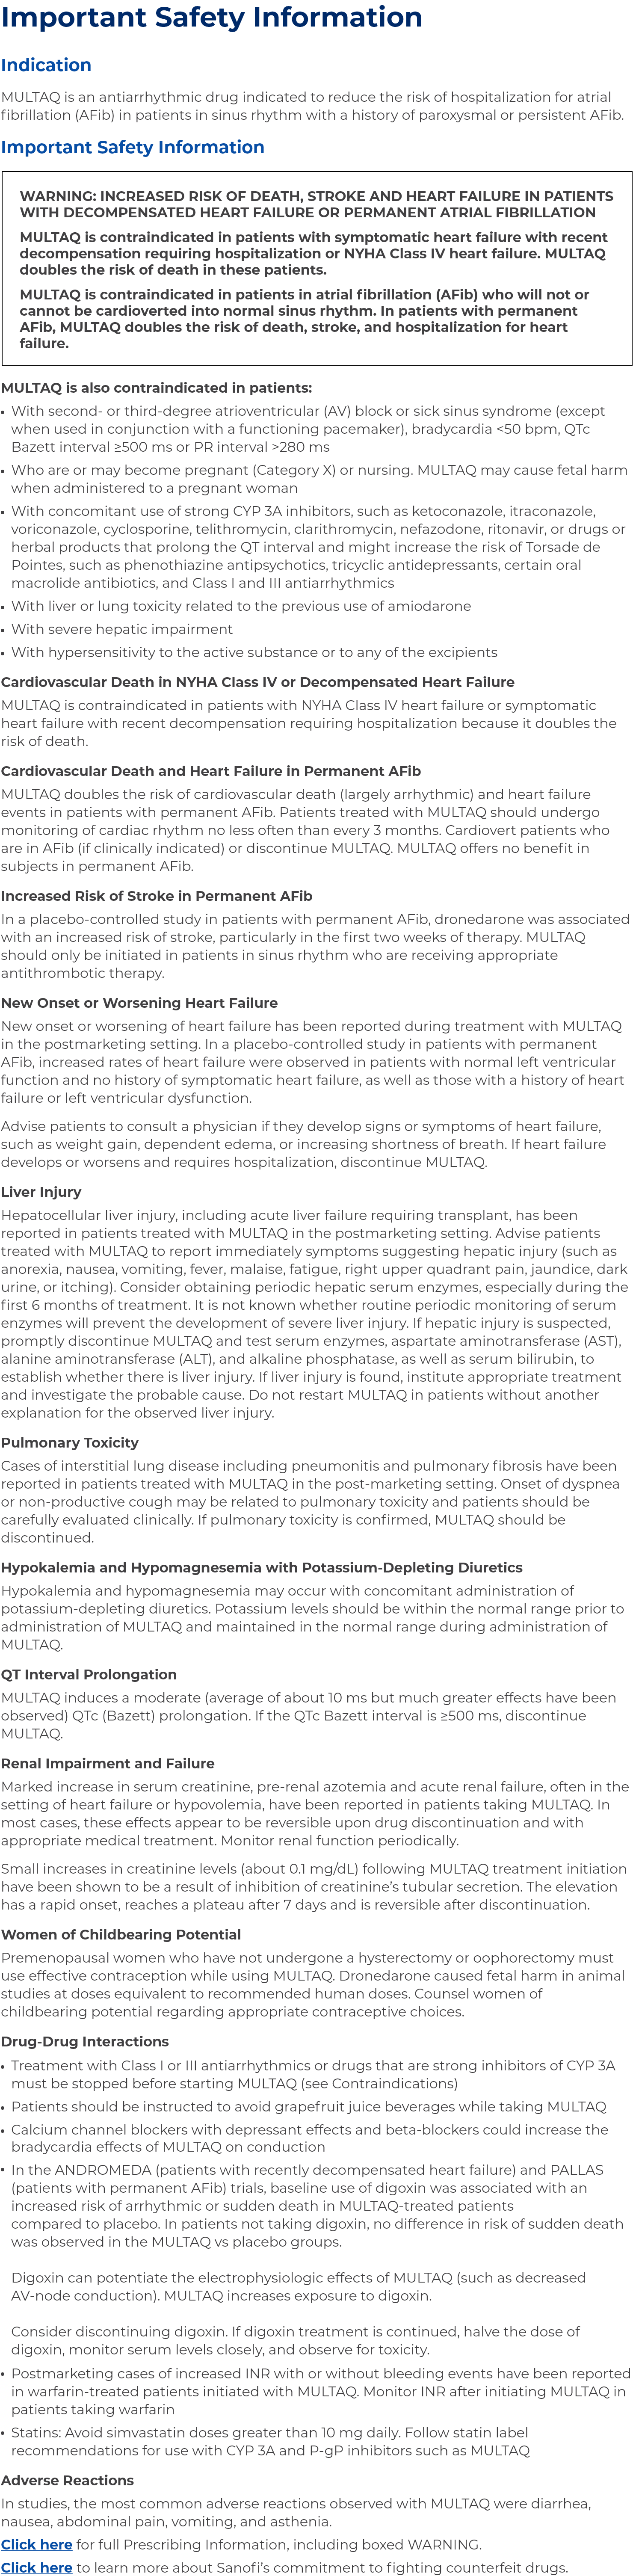 Important Safety Information
Indication
MULTAQ is an antiarrhythmic drug indicated to reduce the risk of hospitalization for atrial
fibrillation (AFib) in patients in sinus rhythm with a history of paroxysmal or persistent AFib.
Important Safety Information
WARNING: INCREASED RISK OF DEATH, STROKE AND HEART FAILURE IN PATIENTS
WITH DECOMPENSATED HEART FAILURE OR PERMANENT ATRIAL FIBRILLATION
MULTAQ is contraindicated in patients with symptomatic heart failure with recent
decompensation requiring hospitalization or NYHA Class IV heart failure. MULTAQ
doubles the risk of death in these patients.
MULTAQ is contraindicated in patients in atrial fibrillation (AFib) who will not or
cannot be cardioverted into normal sinus rhythm. In patients with permanent
AFib, MULTAQ doubles the risk of death, stroke, and hospitalization for heart
failure.
MULTAQ is also contraindicated in patients:
• With second- or third-degree atrioventricular (AV) block or sick sinus syndrome (except
when used in conjunction with a functioning pacemaker), bradycardia <50 bpm, QTc
Bazett interval ≥500 ms or PR interval >280 ms
• Who are or may become pregnant (Category X) or nursing. MULTAQ may cause fetal harm
when administered to a pregnant woman
• With concomitant use of strong CYP 3A inhibitors, such as ketoconazole, itraconazole,
voriconazole, cyclosporine, telithromycin, clarithromycin, nefazodone, ritonavir, or drugs or
herbal products that prolong the QT interval and might increase the risk of Torsade de
Pointes, such as phenothiazine antipsychotics, tricyclic antidepressants, certain oral
macrolide antibiotics, and Class I and III antiarrhythmics
• With liver or lung toxicity related to the previous use of amiodarone
• With severe hepatic impairment
• With hypersensitivity to the active substance or to any of the excipients
Cardiovascular Death in NYHA Class IV or Decompensated Heart Failure
MULTAQ is contraindicated in patients with NYHA Class IV heart failure or symptomatic
heart failure with recent decompensation requiring hospitalization because it doubles the
risk of death.
Cardiovascular Death and Heart Failure in Permanent AFib
MULTAQ doubles the risk of cardiovascular death (largely arrhythmic) and heart failure
events in patients with permanent AFib. Patients treated with MULTAQ should undergo
monitoring of cardiac rhythm no less often than every 3 months. Cardiovert patients who
are in AFib (if clinically indicated) or discontinue MULTAQ. MULTAQ offers no benefit in
subjects in permanent AFib.
Increased Risk of Stroke in Permanent AFib
In a placebo-controlled study in patients with permanent AFib, dronedarone was associated
with an increased risk of stroke, particularly in the first two weeks of therapy. MULTAQ
should only be initiated in patients in sinus rhythm who are receiving appropriate
antithrombotic therapy.
New Onset or Worsening Heart Failure
New onset or worsening of heart failure has been reported during treatment with MULTAQ
in the postmarketing setting. In a placebo-controlled study in patients with permanent
AFib, increased rates of heart failure were observed in patients with normal left ventricular
function and no history of symptomatic heart failure, as well as those with a history of heart
failure or left ventricular dysfunction.
Advise patients to consult a physician if they develop signs or symptoms of heart failure,
such as weight gain, dependent edema, or increasing shortness of breath. If heart failure
develops or worsens and requires hospitalization, discontinue MULTAQ.
Liver Injury
Hepatocellular liver injury, including acute liver failure requiring transplant, has been
reported in patients treated with MULTAQ in the postmarketing setting. Advise patients
treated with MULTAQ to report immediately symptoms suggesting hepatic injury (such as
anorexia, nausea, vomiting, fever, malaise, fatigue, right upper quadrant pain, jaundice, dark
urine, or itching). Consider obtaining periodic hepatic serum enzymes, especially during the
first 6 months of treatment. It is not known whether routine periodic monitoring of serum
enzymes will prevent the development of severe liver injury. If hepatic injury is suspected,
promptly discontinue MULTAQ and test serum enzymes, aspartate aminotransferase (AST),
alanine aminotransferase (ALT), and alkaline phosphatase, as well as serum bilirubin, to
establish whether there is liver injury. If liver injury is found, institute appropriate treatment
and investigate the probable cause. Do not restart MULTAQ in patients without another
explanation for the observed liver injury.
Pulmonary Toxicity
Cases of interstitial lung disease including pneumonitis and pulmonary fibrosis have been
reported in patients treated with MULTAQ in the post-marketing setting. Onset of dyspnea
or non-productive cough may be related to pulmonary toxicity and patients should be
carefully evaluated clinically. If pulmonary toxicity is confirmed, MULTAQ should be
discontinued.
Hypokalemia and Hypomagnesemia with Potassium-Depleting Diuretics
Hypokalemia and hypomagnesemia may occur with concomitant administration of
potassium-depleting diuretics. Potassium levels should be within the normal range prior to
administration of MULTAQ and maintained in the normal range during administration of
MULTAQ.
QT Interval Prolongation
MULTAQ induces a moderate (average of about 10 ms but much greater effects have been
observed) QTc (Bazett) prolongation. If the QTc Bazett interval is ≥500 ms, discontinue
MULTAQ.
Renal Impairment and Failure
Marked increase in serum creatinine, pre-renal azotemia and acute renal failure, often in the
setting of heart failure or hypovolemia, have been reported in patients taking MULTAQ. In
most cases, these effects appear to be reversible upon drug discontinuation and with
appropriate medical treatment. Monitor renal function periodically.
Small increases in creatinine levels (about 0.1 mg/dL) following MULTAQ treatment initiation
have been shown to be a result of inhibition of creatinine’s tubular secretion. The elevation
has a rapid onset, reaches a plateau after 7 days and is reversible after discontinuation.
Women of Childbearing Potential
Premenopausal women who have not undergone a hysterectomy or oophorectomy must
use effective contraception while using MULTAQ. Dronedarone caused fetal harm in animal
studies at doses equivalent to recommended human doses. Counsel women of
childbearing potential regarding appropriate contraceptive choices.
Drug-Drug Interactions
• Treatment with Class I or III antiarrhythmics or drugs that are strong inhibitors of CYP 3A
must be stopped before starting MULTAQ (see Contraindications)
• Patients should be instructed to avoid grapefruit juice beverages while taking MULTAQ
• Calcium channel blockers with depressant effects and beta-blockers could increase the
bradycardia effects of MULTAQ on conduction
• In the ANDROMEDA (patients with recently decompensated heart failure) and PALLAS
(patients with permanent AFib) trials, baseline use of digoxin was associated with an
increased risk of arrhythmic or sudden death in MULTAQ-treated patients
compared to placebo. In patients not taking digoxin, no difference in risk of sudden death
was observed in the MULTAQ vs placebo groups.
Digoxin can potentiate the electrophysiologic effects of MULTAQ (such as decreased
AV-node conduction). MULTAQ increases exposure to digoxin.
Consider discontinuing digoxin. If digoxin treatment is continued, halve the dose of
digoxin, monitor serum levels closely, and observe for toxicity.
• Postmarketing cases of increased INR with or without bleeding events have been reported
in warfarin-treated patients initiated with MULTAQ. Monitor INR after initiating MULTAQ in
patients taking warfarin
• Statins: Avoid simvastatin doses greater than 10 mg daily. Follow statin label
recommendations for use with CYP 3A and P-gP inhibitors such as MULTAQ
Adverse Reactions
In studies, the most common adverse reactions observed with MULTAQ were diarrhea,
nausea, abdominal pain, vomiting, and asthenia.
Click here for full Prescribing Information, including boxed WARNING.
Click here to learn more about Sanofi’s commitment to fighting counterfeit drugs.